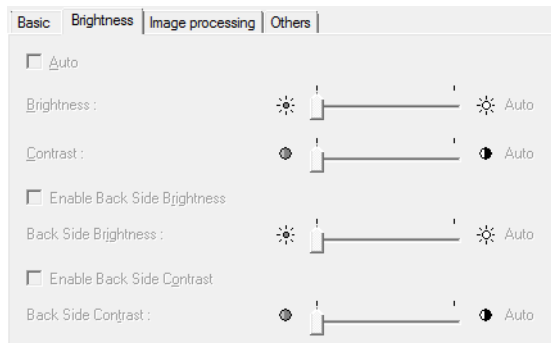 Basic Brightness Image processing Others
Auto
Brightness : Auto
Contrast : Auto
Enable Back Side Brightness
Back Side Brightness : Auto
Enable Back Side Contrast
Back Side Contrast : Auto